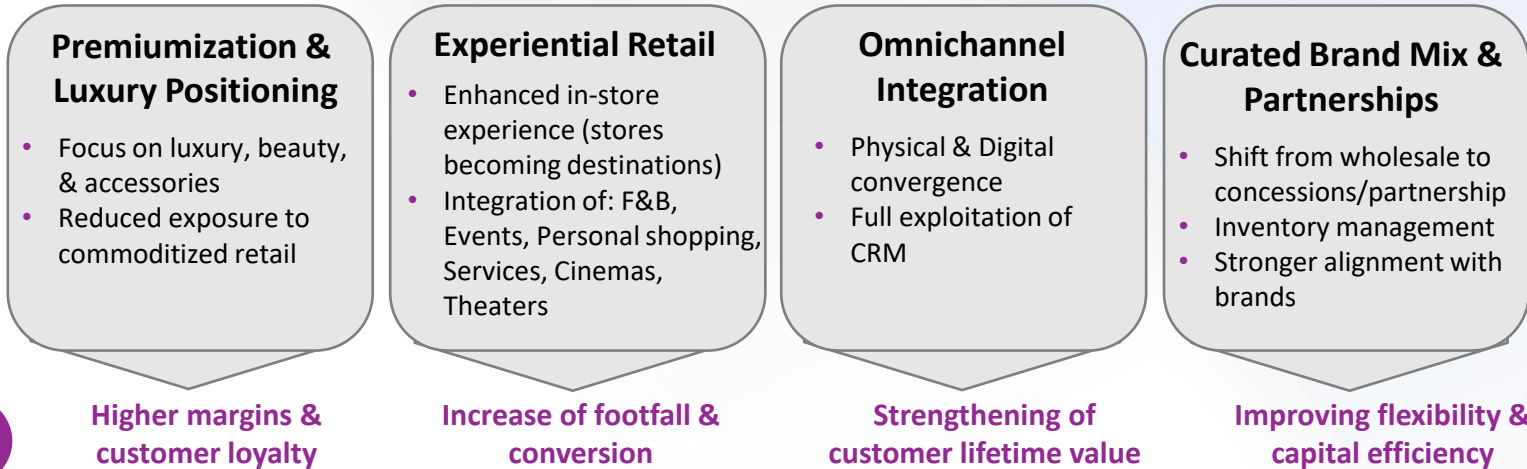 Premiumization &
Luxury Positioning
• Focus on luxury, beauty,
& accessories
• Reduced exposure to
commoditized retail
Higher margins &
customer loyalty
Experiential Retail
• Enhanced in-store
experience (stores
becoming destinations)
• Integration of: F&B,
Events, Personal shopping,
Services, Cinemas,
Theaters
Increase of footfall &
conversion
Omnichannel
Integration
• Physical & Digital
convergence
• Full exploitation of
CRM
Strengthening of
customer lifetime value
Curated Brand Mix &
Partnerships
• Shift from wholesale to
concessions/partnership
• Inventory management
• Stronger alignment with
brands
Improving flexibility &
capital efficiency